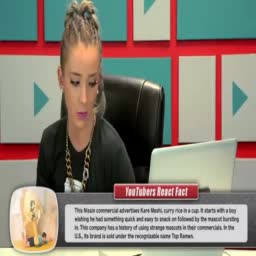 YouTubers React Fact
This Nissin commercial advertises Kare Meshi, curry rice in a cup. It starts with a boy
wishing he had something quick and easy to snack on followed by the mascot bursting
in. This company has a history of using strange mascots in their commercials. In the
U.S., its brand is sold under the recognizable name Top Ramen.